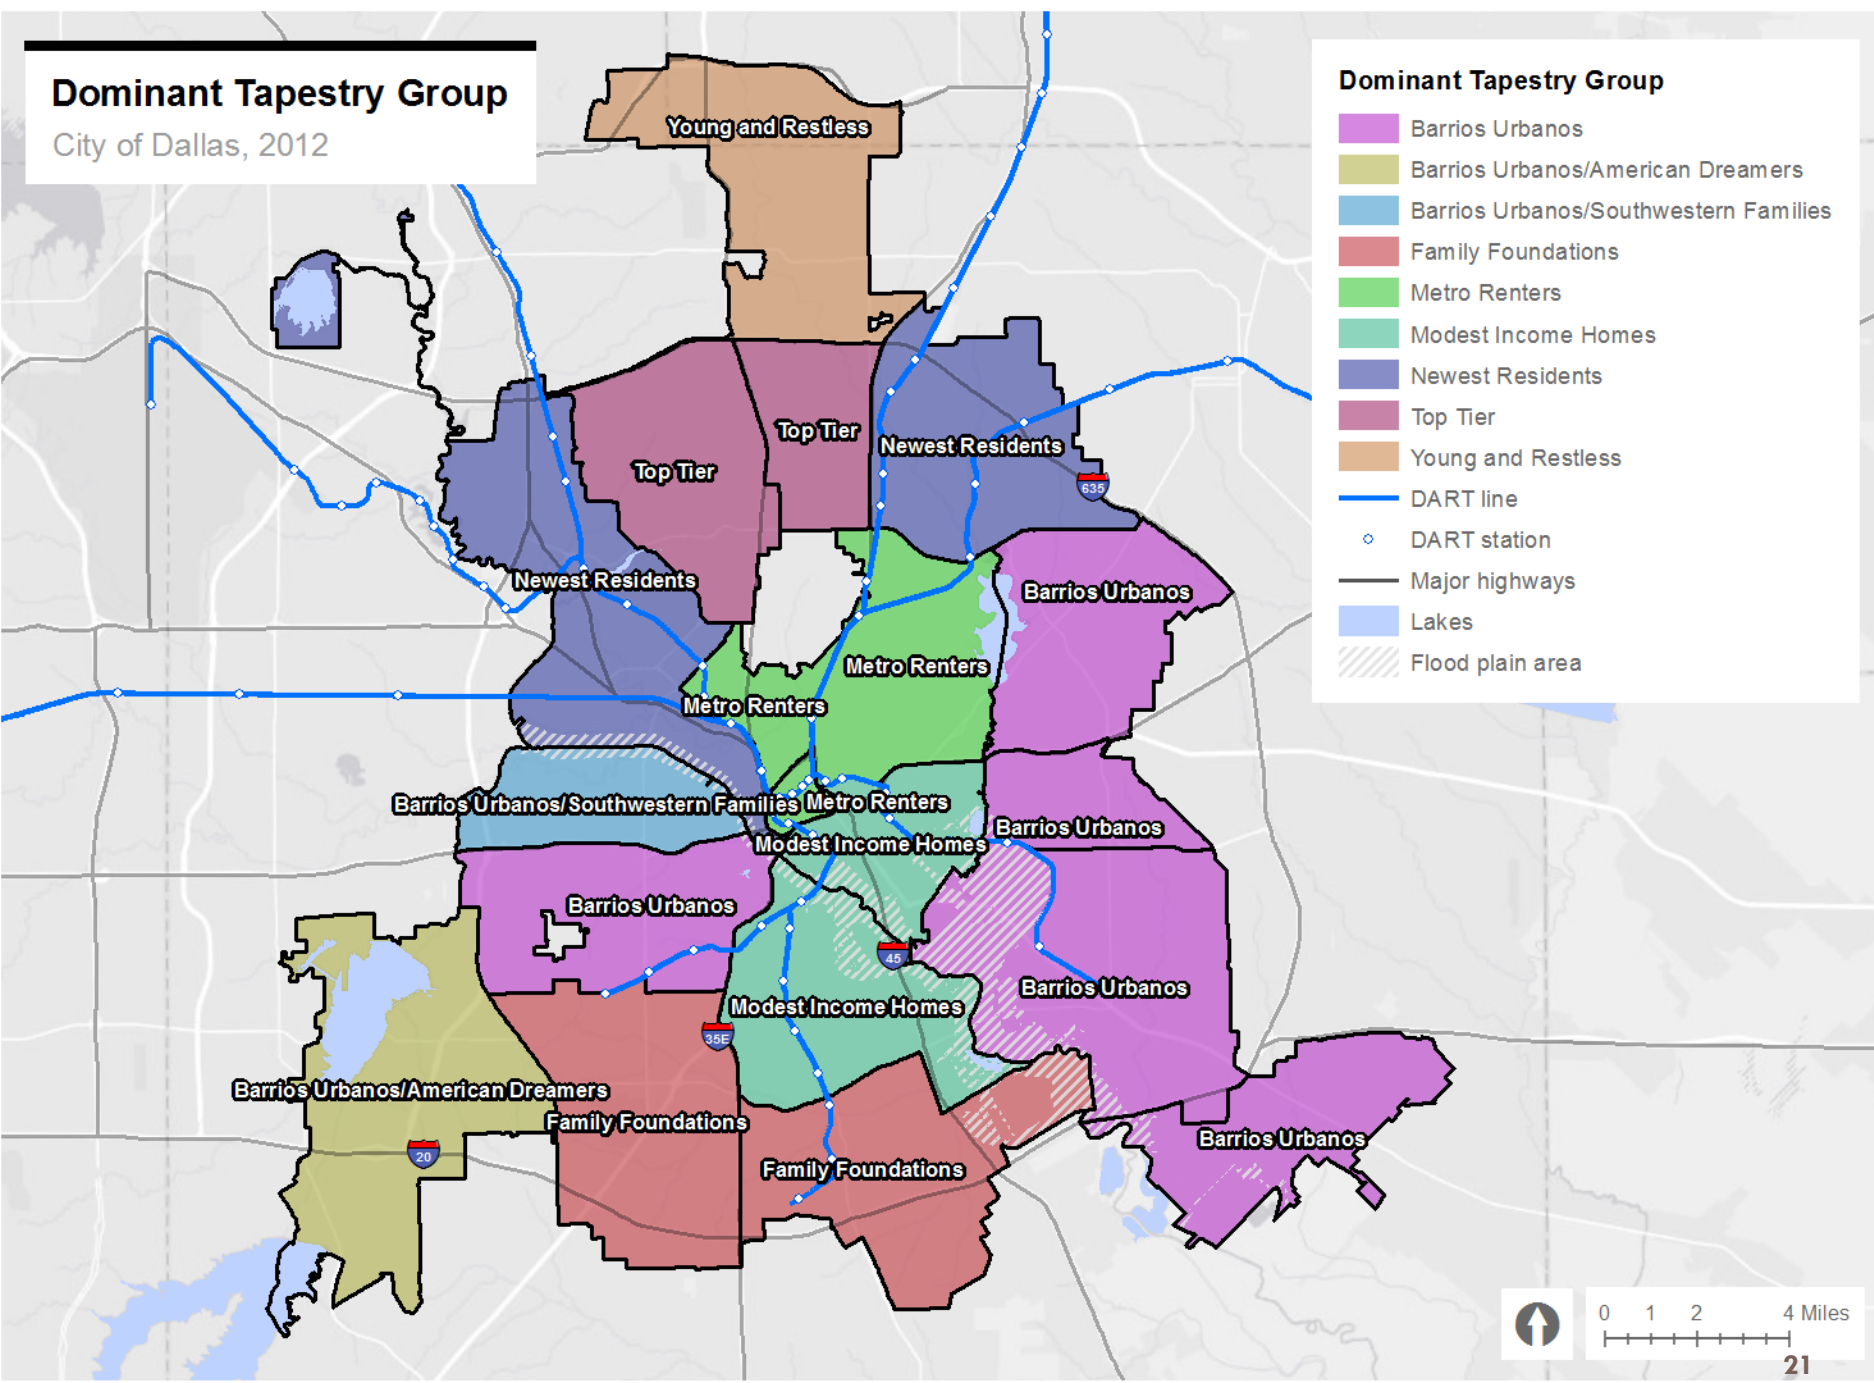 Dominant Tapestry Group
City of Dallas, 2012
Dominant Tapestry Group
Barrios Urbanos
Barrios Urbanos/American Dreamers
Barrios Urbanos/Southwestern Families
Family Foundations
Metro Renters
Modest Income Homes
Newest Residents
Top Tier
Young and Restless
DART line
DART station
Major highways
Lakes
Flood plain area
Young and Restless
Top Tier
Newest Residents
Top Tier
635
Newest Residents
Barrios Urbanos
Metro Renters
Metro Renters
Barrios Urbanos/Southwestern Families
Metro Renters
Barrios Urbanos
Modest Income Homes
Barrios Urbanos
45
Barrios Urbanos
Modest Income Homes
35E
Barrios Urbanos/American Dreamers
Family Foundations
Barrios Urbanos
20
Family Foundations
0 1 2 4 Miles
21